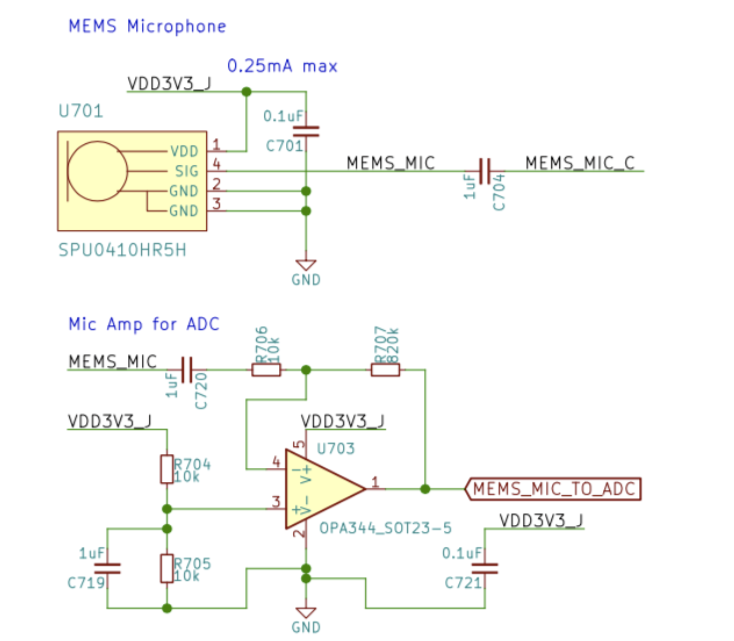 MEMS Microphone
0.25mA max
VDD3V3_J
U701
0.1uF
C701
VDD 1
SIG 4
GND 2
GND 3
MEMS_MIC
1uF
C704
MEMS_MIC_C
SPU0410HR5H
GND
Mic Amp for ADC
MEMS_MIC
1uF
C720
R706
10k
R707
820k
VDD3V3_J
VDD3V3_J
R704
10k
U703
5
4
V+
1
3
V-
2
MEMS_MIC_TO_ADC
OPA344_SOT23-5
VDD3V3_J
1uF
C719
R705
10k
0.1uF
C721
GND